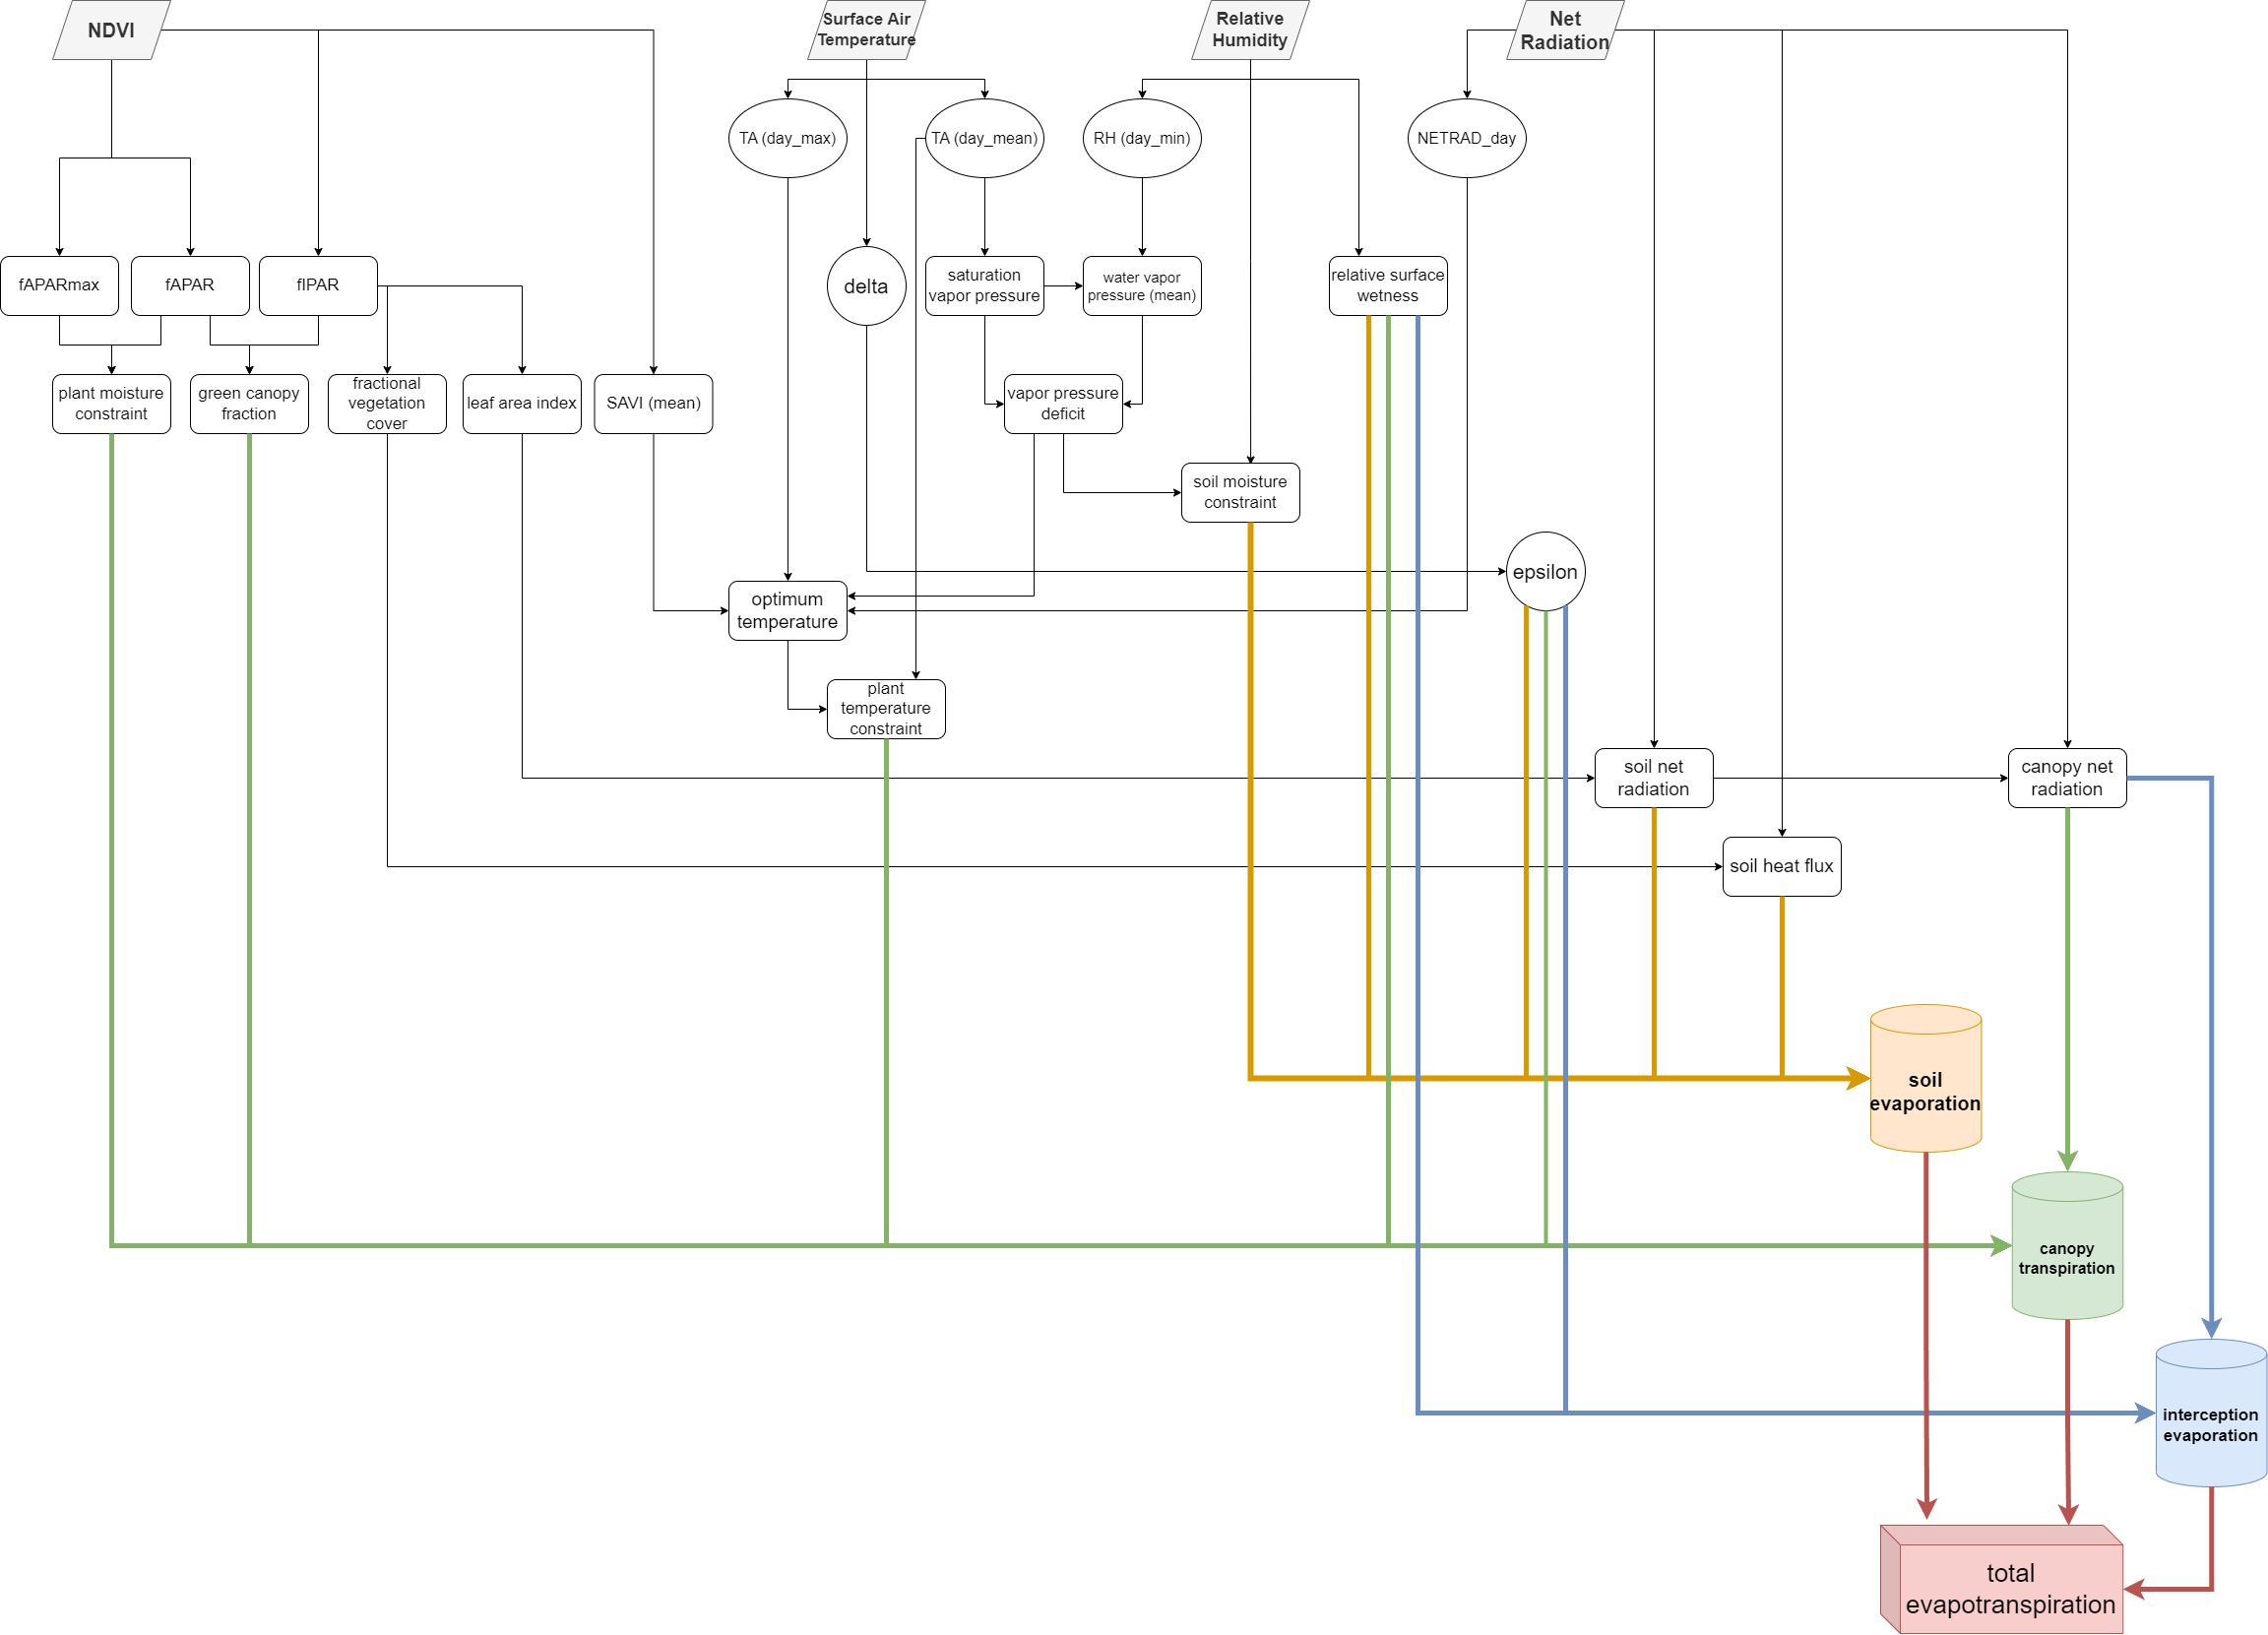 NDVI
Surface Air
Temperature
Relative
Humidity
Net
Radiation
TA (day_max)
TA (day_mean)
RH (day_min)
NETRAD_day
fAPARmax
fAPAR
fIPAR
delta
saturation
vapor pressure
water vapor
pressure (mean)
relative surface
wetness
plant moisture
constraint
green canopy
fraction
fractional
vegetation
cover
leaf area index
SAVI (mean)
vapor pressure
deficit
soil moisture
constraint
epsilon
optimum
temperature
plant
temperature
constraint
soil net
radiation
canopy net
radiation
soil heat flux
soil
evaporation
canopy
transpiration
interception
evaporation
total
evapotranspiration